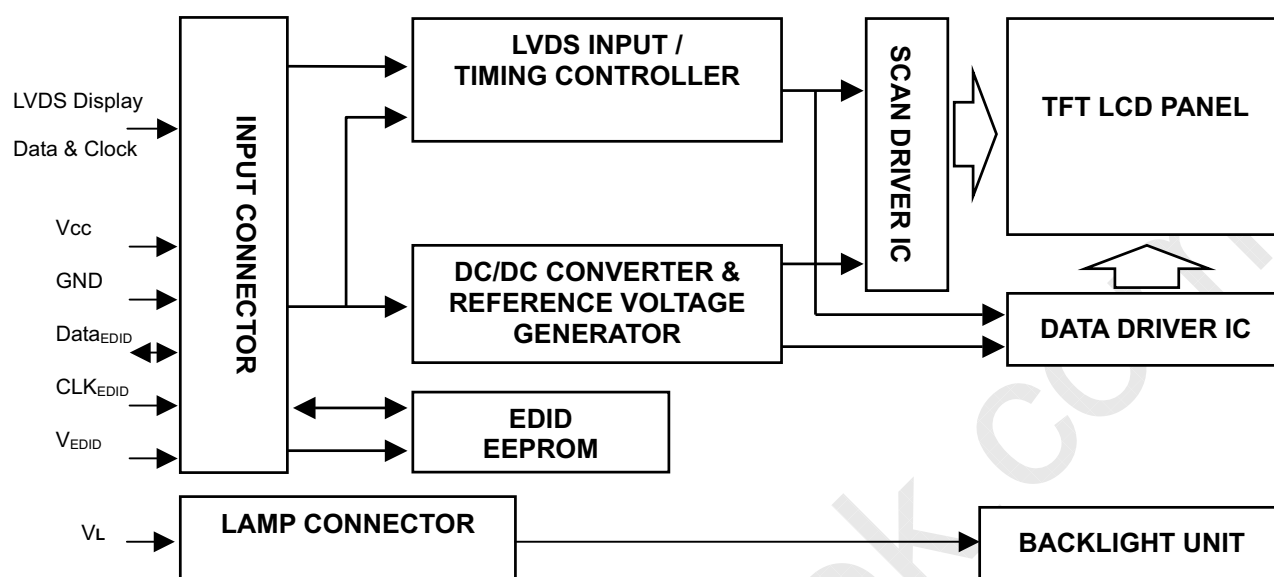 LVDS INPUT /
TIMING CONTROLLER
SCAN DRIVER IC
TFT LCD PANEL
LVDS Display
Data & Clock
INPUT CONNECTOR
Vcc
GND
DataEDID
CLKEDID
VEDID
DC/DC CONVERTER &
REFERENCE VOLTAGE
GENERATOR
DATA DRIVER IC
EDID
EEPROM
VL
LAMP CONNECTOR
BACKLIGHT UNIT